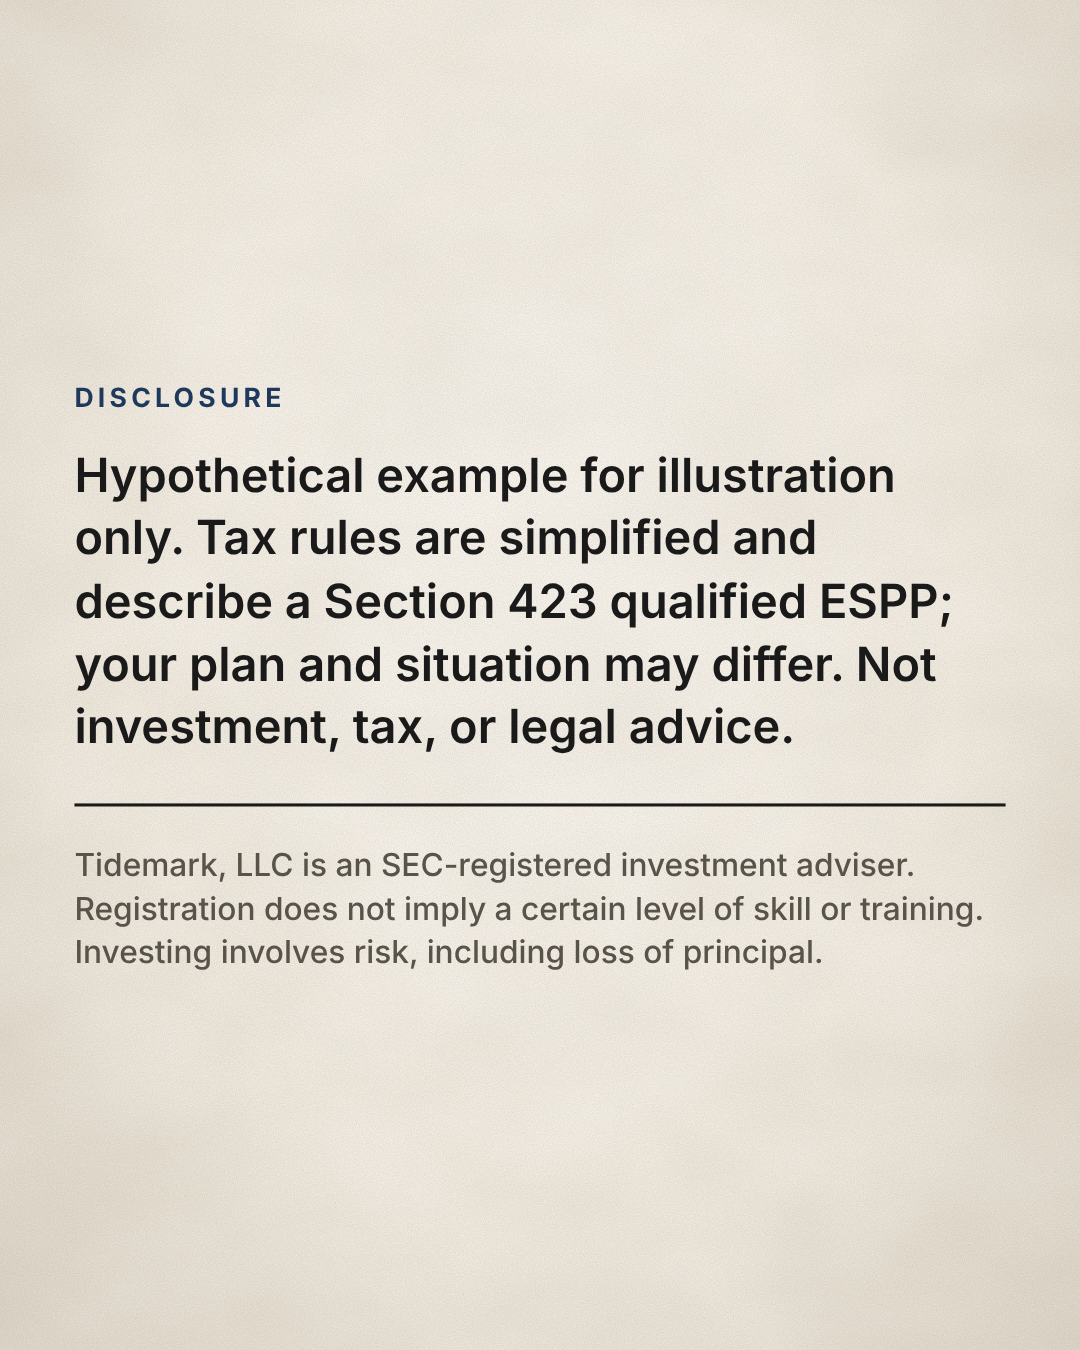 DISCLOSURE
Hypothetical example for illustration
only. Tax rules are simplified and
describe a Section 423 qualified ESPP;
your plan and situation may differ. Not
investment, tax, or legal advice.
Tidemark, LLC is an SEC-registered investment adviser.
Registration does not imply a certain level of skill or training.
Investing involves risk, including loss of principal.